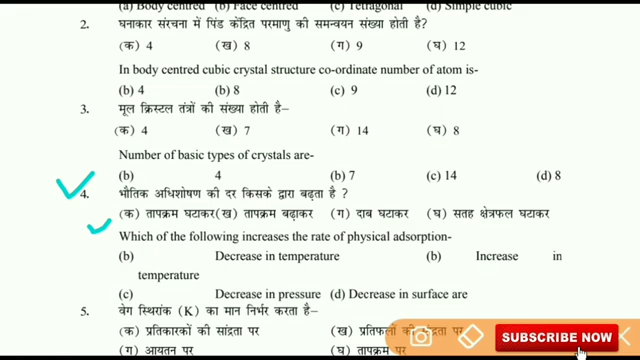 (a) Body centred (b) Face centred (c) Tetragonal (d) Simple cubic
2. घनाकार संरचना में पिंड केंद्रित परमाणु की समन्वयन संख्या होती है?
(क) 4 (ख) 8 (ग) 9 (घ) 12
In body centred cubic crystal structure co-ordinate number of atom is-
(b) 4 (b) 8 (c) 9 (d) 12
3. मूल क्रिस्टल तंत्रों की संख्या होती है–
(क) 4 (ख) 7 (ग) 14 (घ) 8
Number of basic types of crystals are-
(b) 4 (b) 7 (c) 14 (d) 8
4. भौतिक अधिशोषण की दर किसके द्वारा बढ़ता है ?
(क) तापक्रम घटाकर (ख) तापक्रम बढ़ाकर (ग) दाब घटाकर (घ) सतह क्षेत्रफल घटाकर
Which of the following increases the rate of physical adsorption-
(b) Decrease in temperature (b) Increase in
temperature
(c) Decrease in pressure (d) Decrease in surface are
5. वेग स्थिरांक (K) का मान निर्भर करता है–
(क) प्रतिकारकों की सांद्रता पर (ख) प्रतिफलों की सांद्रता पर
(ग) आयतन पर (घ) तापक्रम पर
SUBSCRIBE NOW